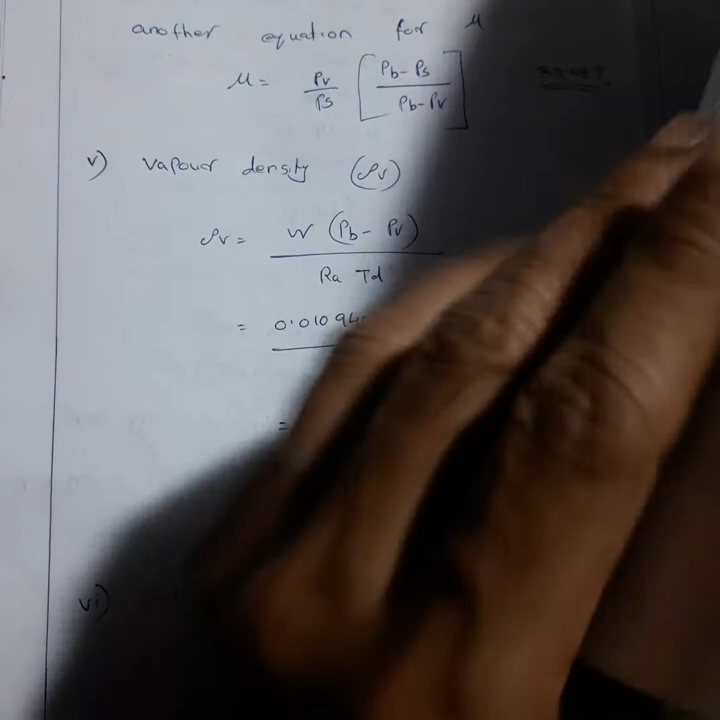 another equation for μ
μ = Pv/Ps [Pb - Ps / Pb - Pv]
v) vapour density (ρv)
ρv = W (Pb - Pv) / Ra Td
= 0.01094
=
vi)